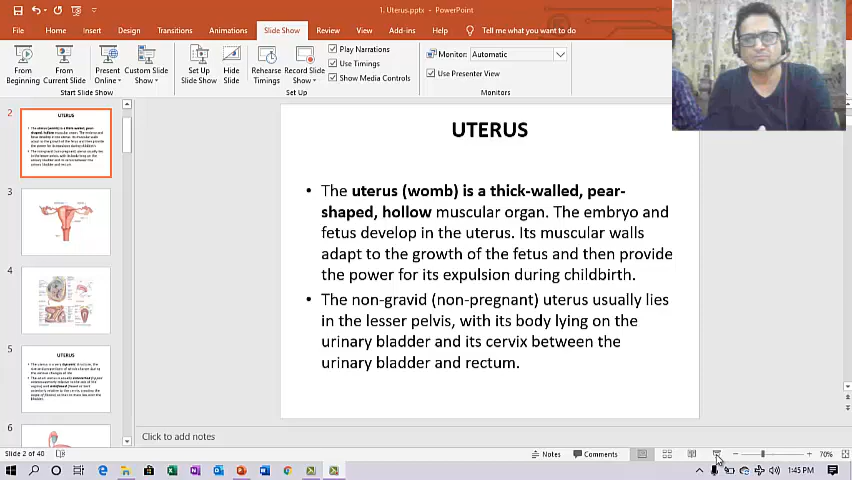 1. Uterus.pptx - PowerPoint
File Home Insert Design Transitions Animations Slide Show Review View Add-ins Help Tell me what you want to do
From Beginning
From Current Slide
Present Online
Custom Slide Show
Set Up Slide Show
Hide Slide
Rehearse Timings
Record Slide Show
Play Narrations
Use Timings
Show Media Controls
Monitor: Automatic
Use Presenter View
Start Slide Show
Set Up
Monitors
2
UTERUS
3
4
5
UTERUS
6
UTERUS
• The uterus (womb) is a thick-walled, pear-
shaped, hollow muscular organ. The embryo and
fetus develop in the uterus. Its muscular walls
adapt to the growth of the fetus and then provide
the power for its expulsion during childbirth.
• The non-gravid (non-pregnant) uterus usually lies
in the lesser pelvis, with its body lying on the
urinary bladder and its cervix between the
urinary bladder and rectum.
Click to add notes
Slide 2 of 40
Notes Comments 70%
1:45 PM